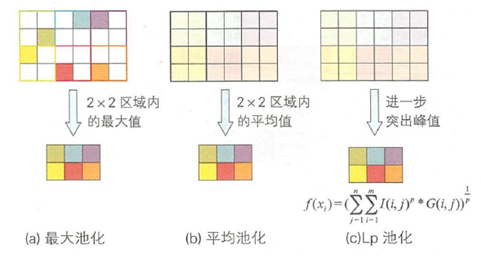 2×2 区域内
的最大值
2×2 区域内
的平均值
进一步
突出峰值
f(x_i)=(\sum_{j=1}^{n}\sum_{i=1}^{m}I(i,j)^p*G(i,j))^{\frac{1}{p}}
(a) 最大池化
(b) 平均池化
(c)Lp 池化